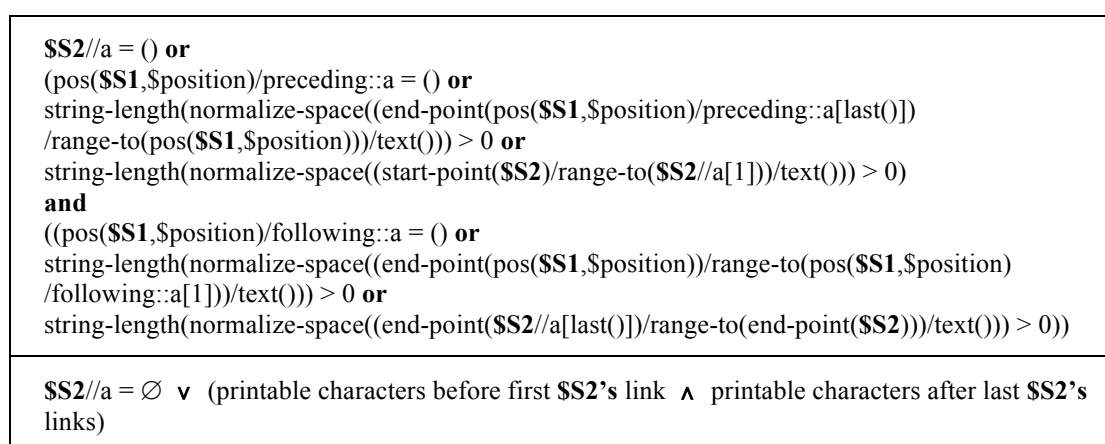 $S2//a = () or
(pos($S1,$position)/preceding::a = () or
string-length(normalize-space((end-point(pos($S1,$position)/preceding::a[last()])
/range-to(pos($S1,$position)))/text())) > 0 or
string-length(normalize-space((start-point($S2)/range-to($S2//a[1]))/text())) > 0)
and
((pos($S1,$position)/following::a = () or
string-length(normalize-space((end-point(pos($S1,$position))/range-to(pos($S1,$position)
/following::a[1]))/text())) > 0 or
string-length(normalize-space((end-point($S2//a[last()])/range-to(end-point($S2)))/text())) > 0))
$S2//a = ∅ ∨ (printable characters before first $S2’s link ∧ printable characters after last $S2’s
links)